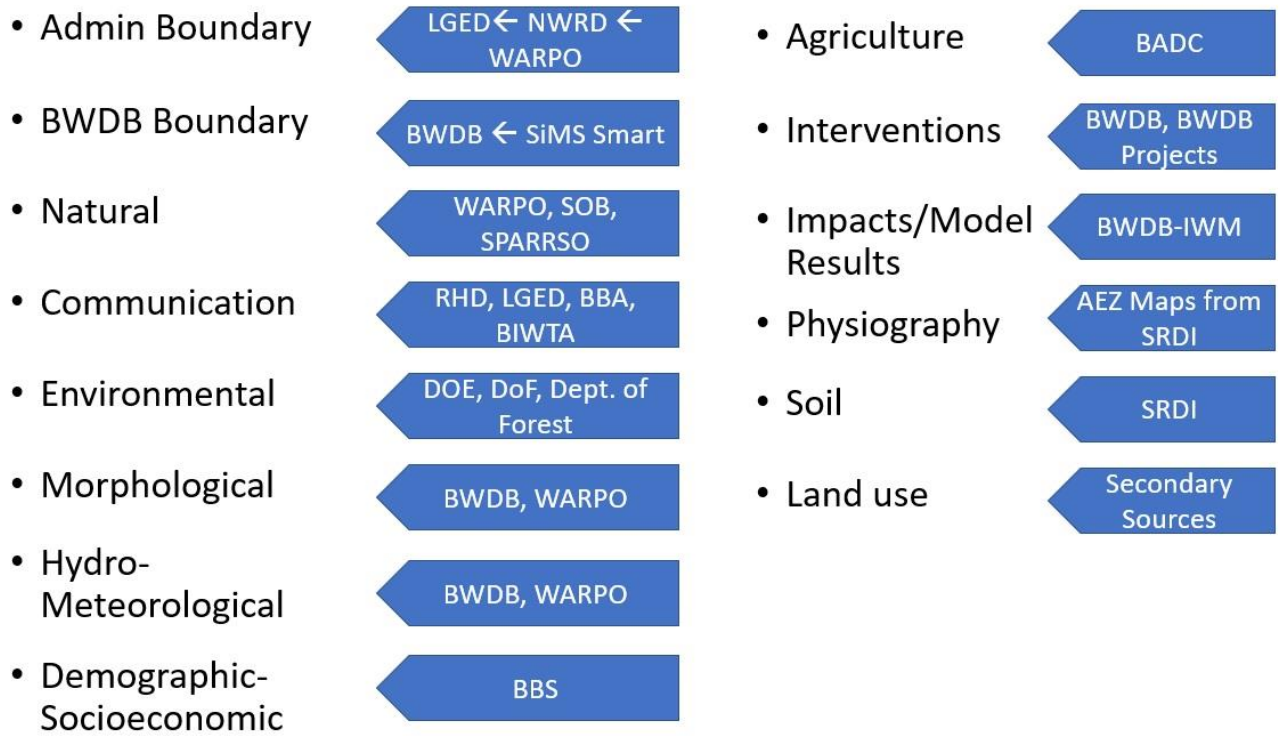 • Admin Boundary
LGED← NWRD ←
WARPO
• BWDB Boundary
BWDB ← SiMS Smart
• Natural
WARPO, SOB,
SPARRSO
• Communication
RHD, LGED, BBA,
BIWTA
• Environmental
DOE, DoF, Dept. of
Forest
• Morphological
BWDB, WARPO
• Hydro-
Meteorological
BWDB, WARPO
• Demographic-
Socioeconomic
BBS
• Agriculture
BADC
• Interventions
BWDB, BWDB
Projects
• Impacts/Model
Results
BWDB-IWM
• Physiography
AEZ Maps from
SRDI
• Soil
SRDI
• Land use
Secondary
Sources